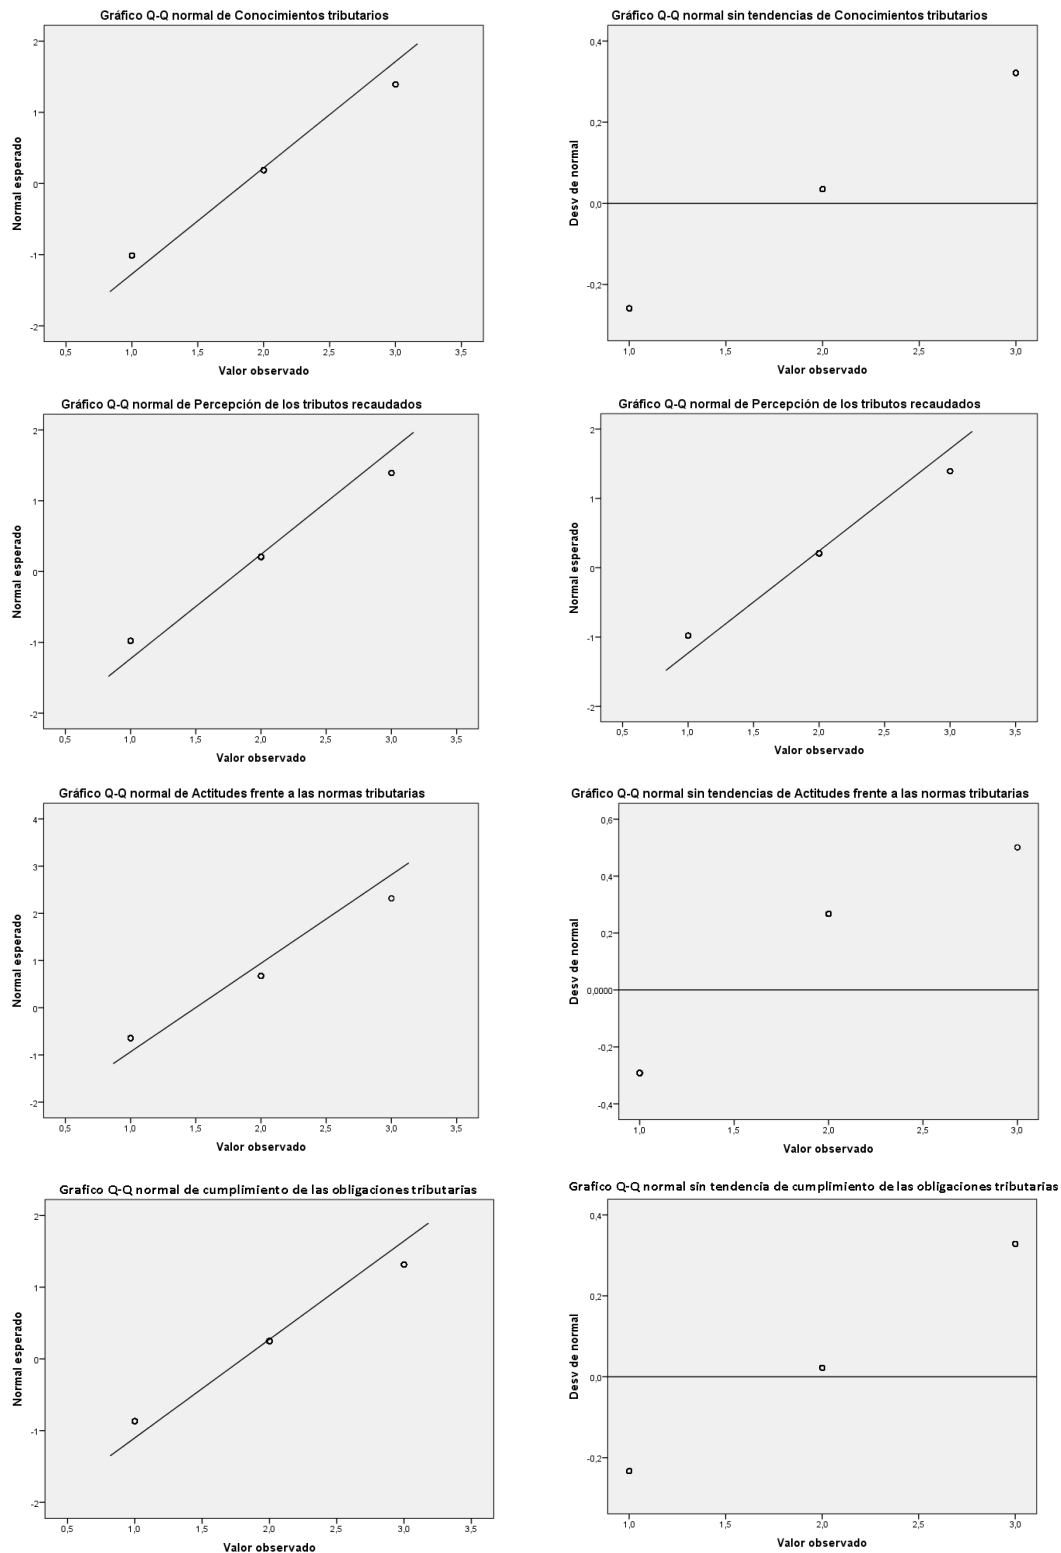 Gráfico Q-Q normal de Conocimientos tributarios
Normal esperado
2
1
0
-1
-2
0,5 1,0 1,5 2,0 2,5 3,0 3,5
Valor observado
Gráfico Q-Q normal sin tendencias de Conocimientos tributarios
Desv de normal
0,4
0,2
0,0
-0,2
1,0 1,5 2,0 2,5 3,0
Valor observado
Gráfico Q-Q normal de Percepción de los tributos recaudados
Normal esperado
2
1
0
-1
-2
0,5 1,0 1,5 2,0 2,5 3,0 3,5
Valor observado
Gráfico Q-Q normal de Percepción de los tributos recaudados
Normal esperado
2
1
0
-1
-2
0,5 1,0 1,5 2,0 2,5 3,0 3,5
Valor observado
Gráfico Q-Q normal de Actitudes frente a las normas tributarias
Normal esperado
4
3
2
1
0
-1
-2
0,5 1,0 1,5 2,0 2,5 3,0 3,5
Valor observado
Gráfico Q-Q normal sin tendencias de Actitudes frente a las normas tributarias
Desv de normal
0,6
0,4
0,2
0,0000
-0,2
-0,4
1,0 1,5 2,0 2,5 3,0
Valor observado
Grafico Q-Q normal de cumplimiento de las obligaciones tributarias
Normal esperado
2
1
0
-1
-2
0,5 1,0 1,5 2,0 2,5 3,0 3,5
Valor observado
Grafico Q-Q normal sin tendencia de cumplimiento de las obligaciones tributarias
Desv de normal
0,4
0,2
0,0
-0,2
1,0 1,5 2,0 2,5 3,0
Valor observado